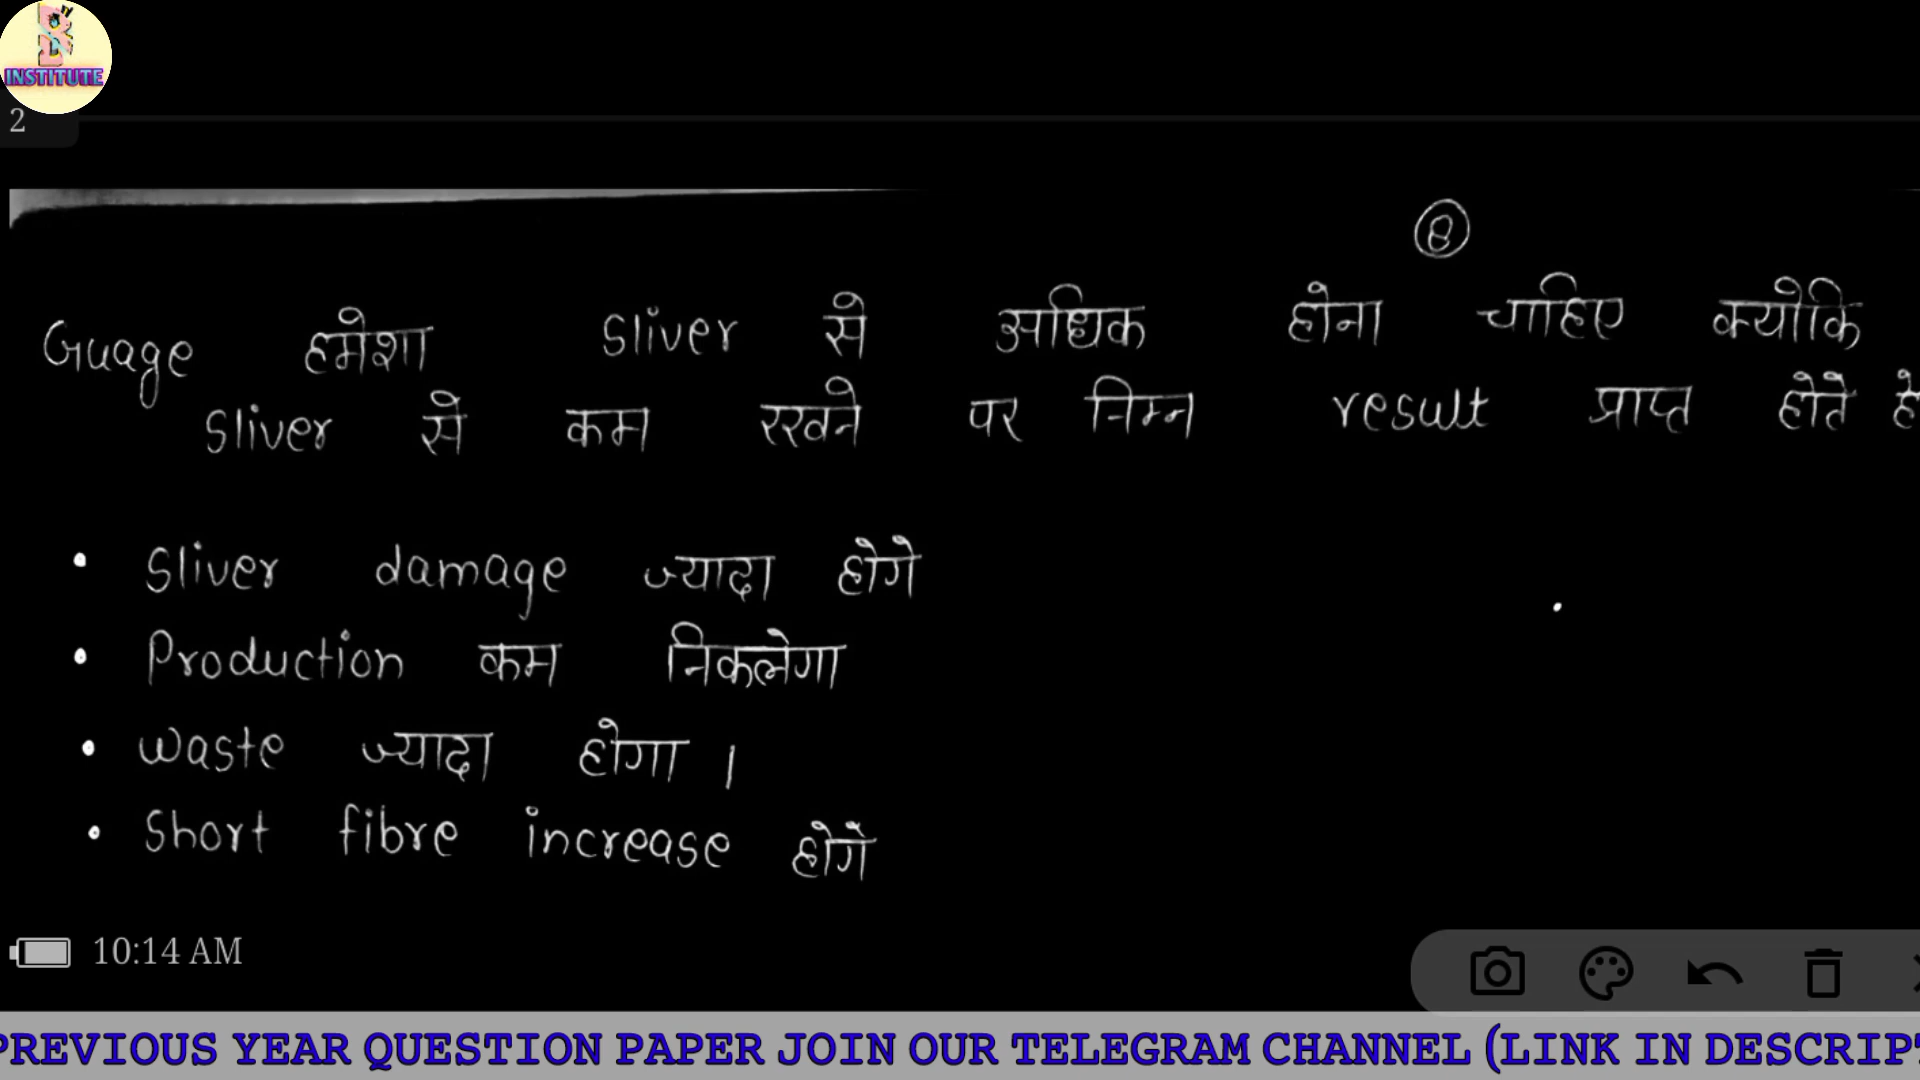 INSTITUTE
2
8
Guage हमेशा Sliver से अधिक होना चाहिए क्योकि
Sliver से कम रखने पर निम्न result प्राप्त होते है
• Sliver damage ज्यादा होगे
• Production कम निकलेगा
• Waste ज्यादा होगा ।
• Short fibre increase होगे
10:14 AM
PREVIOUS YEAR QUESTION PAPER JOIN OUR TELEGRAM CHANNEL (LINK IN DESCRIPT